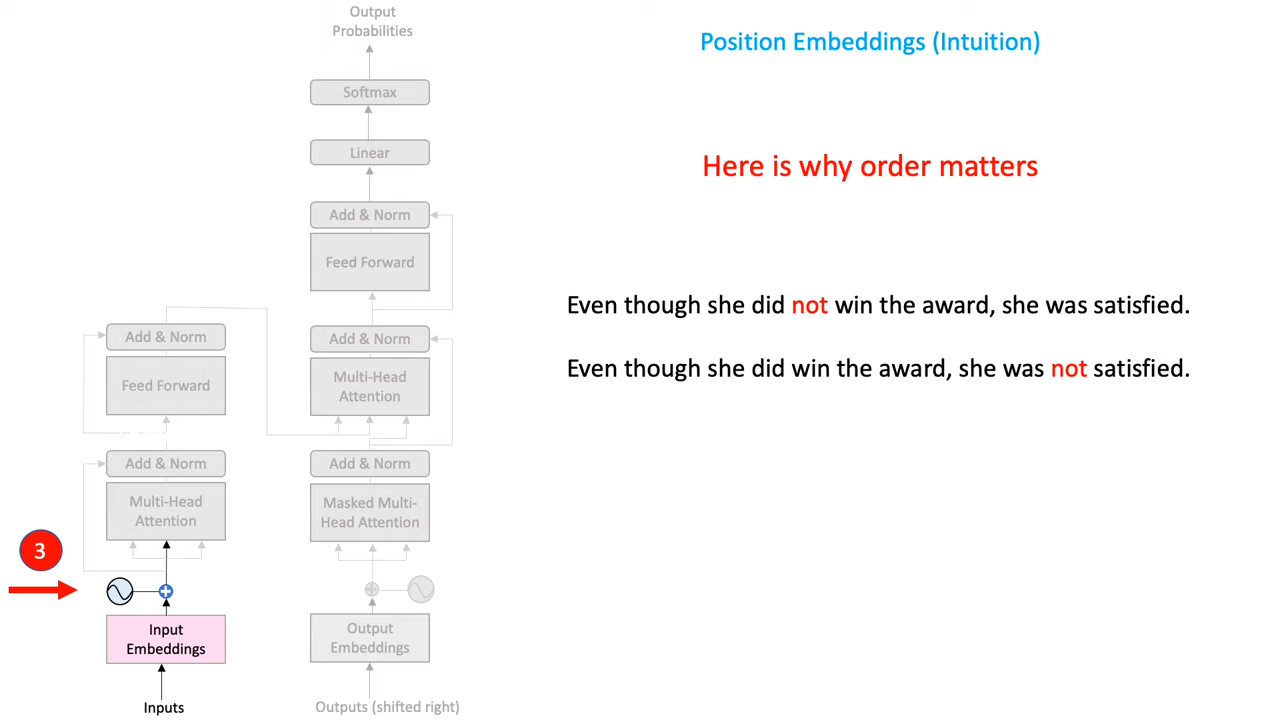 Output
Probabilities
Position Embeddings (Intuition)
Softmax
Linear
Here is why order matters
Add & Norm
Feed Forward
Even though she did not win the award, she was satisfied.
Add & Norm
Add & Norm
Even though she did win the award, she was not satisfied.
Feed Forward
Multi-Head
Attention
Add & Norm
Add & Norm
Multi-Head
Attention
Masked Multi-
Head Attention
3
Input
Embeddings
Output
Embeddings
Inputs
Outputs (shifted right)